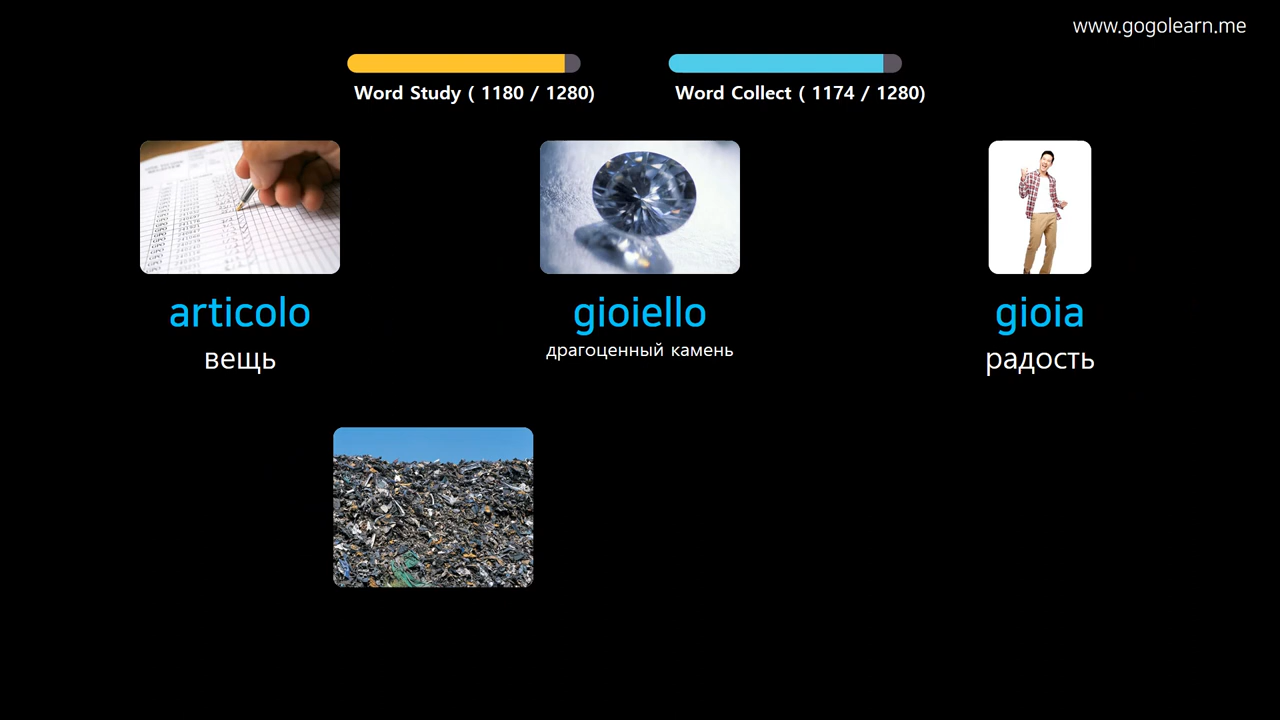 www.gogolearn.me
Word Study ( 1180 / 1280)
Word Collect ( 1174 / 1280)
articolo
вещь
gioiello
драгоценный камень
gioia
радость